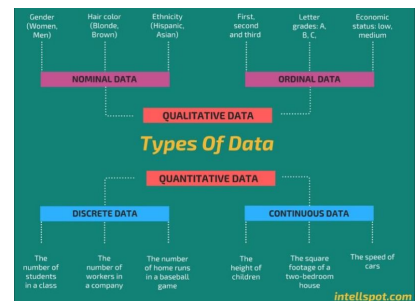 Gender
(Women,
Men)
Hair color
(Blonde,
Brown)
Ethnicity
(Hispanic,
Asian)
First,
second
and third
Letter
grades: A,
B, C,
Economic
status: low,
medium
NOMINAL DATA
ORDINAL DATA
QUALITATIVE DATA
Types Of Data
QUANTITATIVE DATA
DISCRETE DATA
CONTINUOUS DATA
The
number of
students
in a class
The
number of
workers in
a company
The
number of
home runs
in a baseball
game
The
height of
children
The square
footage of a
two-bedroom
house
The speed of
cars
intellspot.com